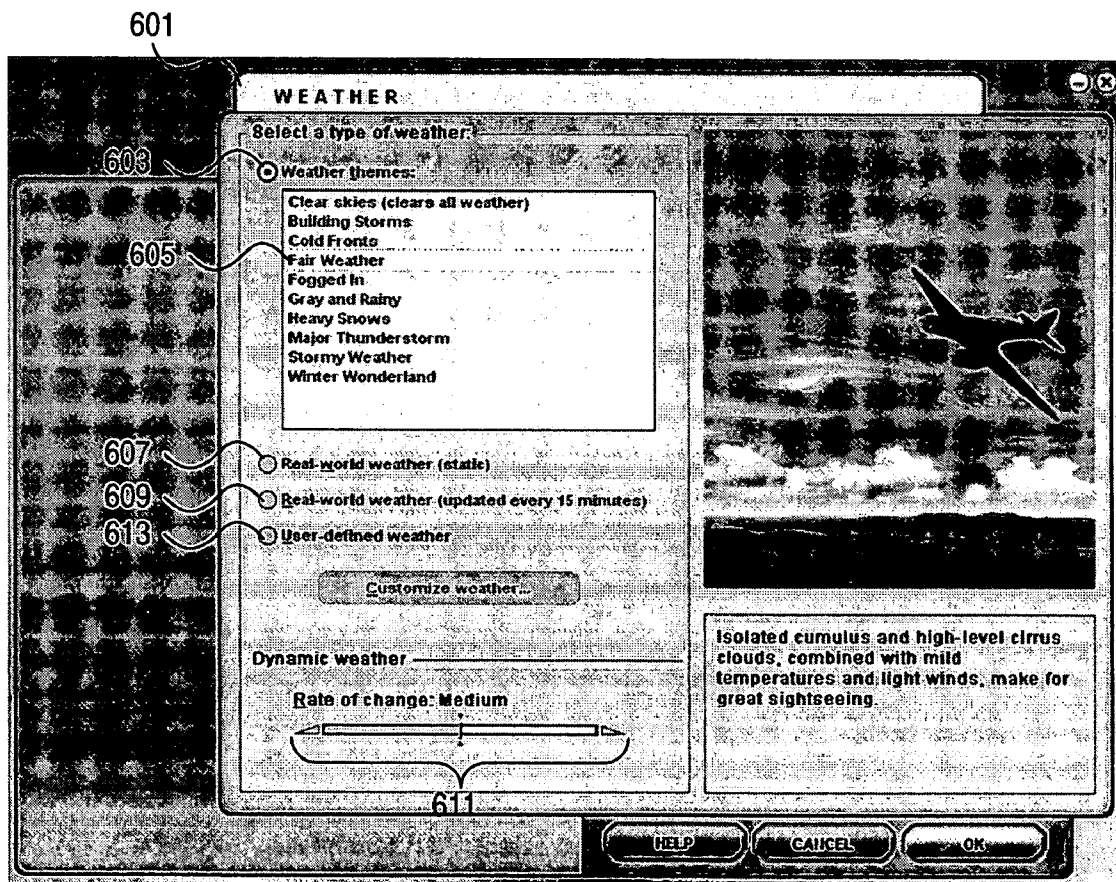 601
WEATHER
Select a type of weather:
603
Weather themes:
Clear skies (clears all weather)
Building Storms
Cold Fronts
605
Fair Weather
Fogged In
Gray and Rainy
Heavy Snows
Major Thunderstorm
Stormy Weather
Winter Wonderland
607
Real-world weather (static)
609
Real-world weather (updated every 15 minutes)
613
User-defined weather
Customize weather...
Dynamic weather
Rate of change: Medium
611
Isolated cumulus and high-level cirrus
clouds, combined with mild
temperatures and light winds, make for
great sightseeing.
HELP
CANCEL
OK